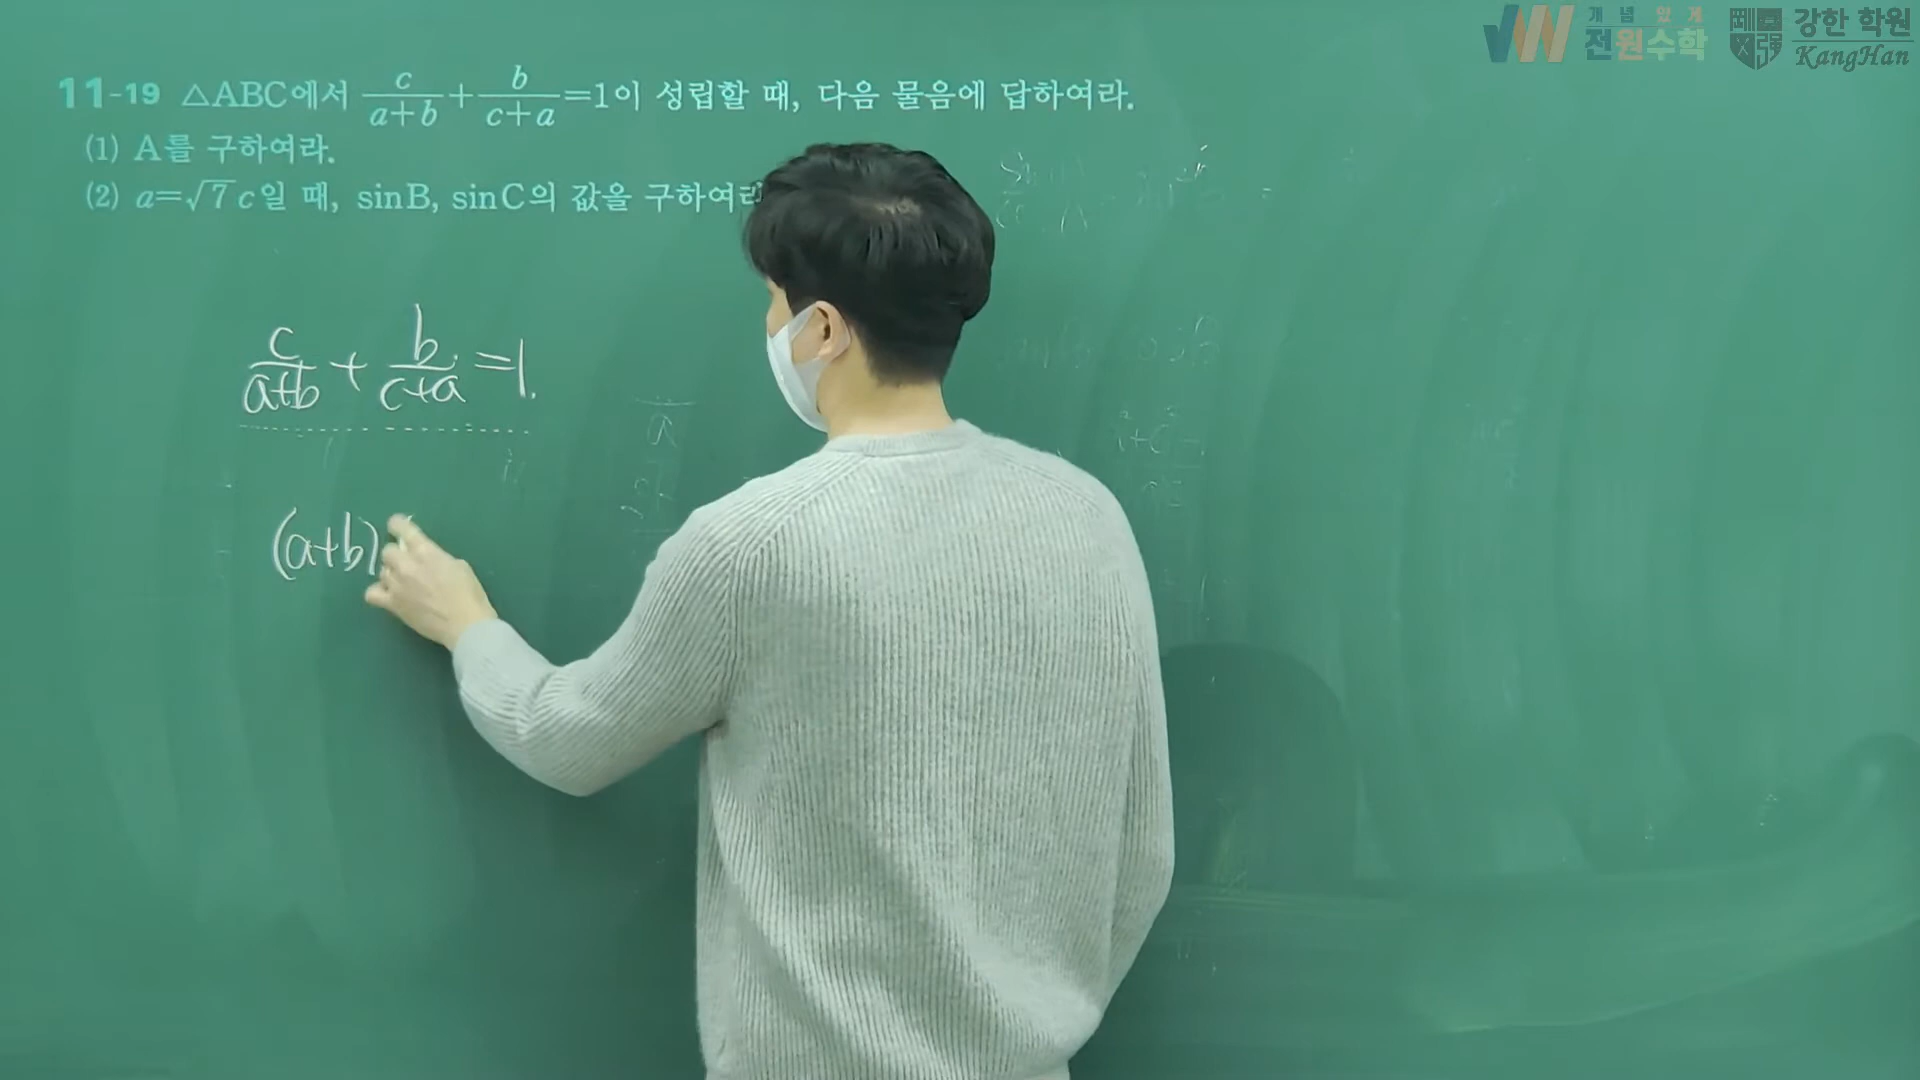 개념 있게
전원수학
강한 학원
KangHan
11-19 △ABC에서 c/(a+b) + b/(c+a) = 1이 성립할 때, 다음 물음에 답하여라.
(1) A를 구하여라.
(2) a=√7c일 때, sinB, sinC의 값을 구하여라
c/(a+b) + b/(c+a) = 1.
(a+b)